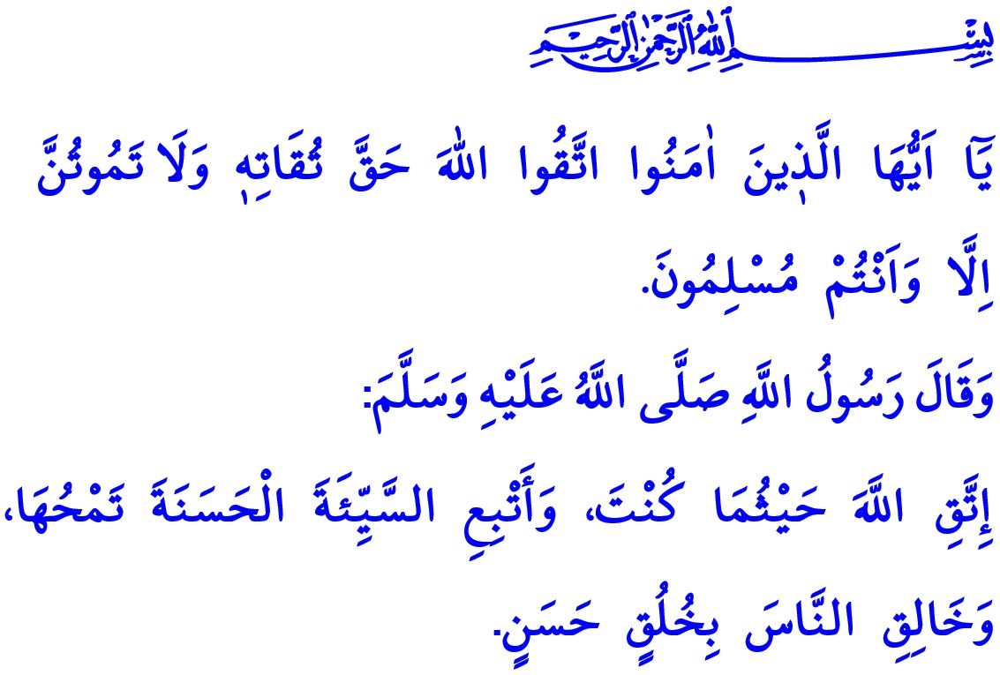 بِسْمِ اللّٰهِ الرَّحْمٰنِ الرَّحِيمِ
يَٓا اَيُّهَا الَّذ۪ينَ اٰمَنُوا اتَّقُوا اللّٰهَ حَقَّ تُقَاتِه۪ وَلَا تَمُوتُنَّ
اِلَّا وَاَنْتُمْ مُسْلِمُونَ.
وَقَالَ رَسُولُ اللَّهِ صَلَّى اللَّهُ عَلَيْهِ وَسَلَّمَ:
إِتَّقِ اللَّهَ حَيْثُمَا كُنْتَ، وَأَتْبِعِ السَّيِّئَةَ الْحَسَنَةَ تَمْحُهَا،
وَخَالِقِ النَّاسَ بِخُلُقٍ حَسَنٍ.